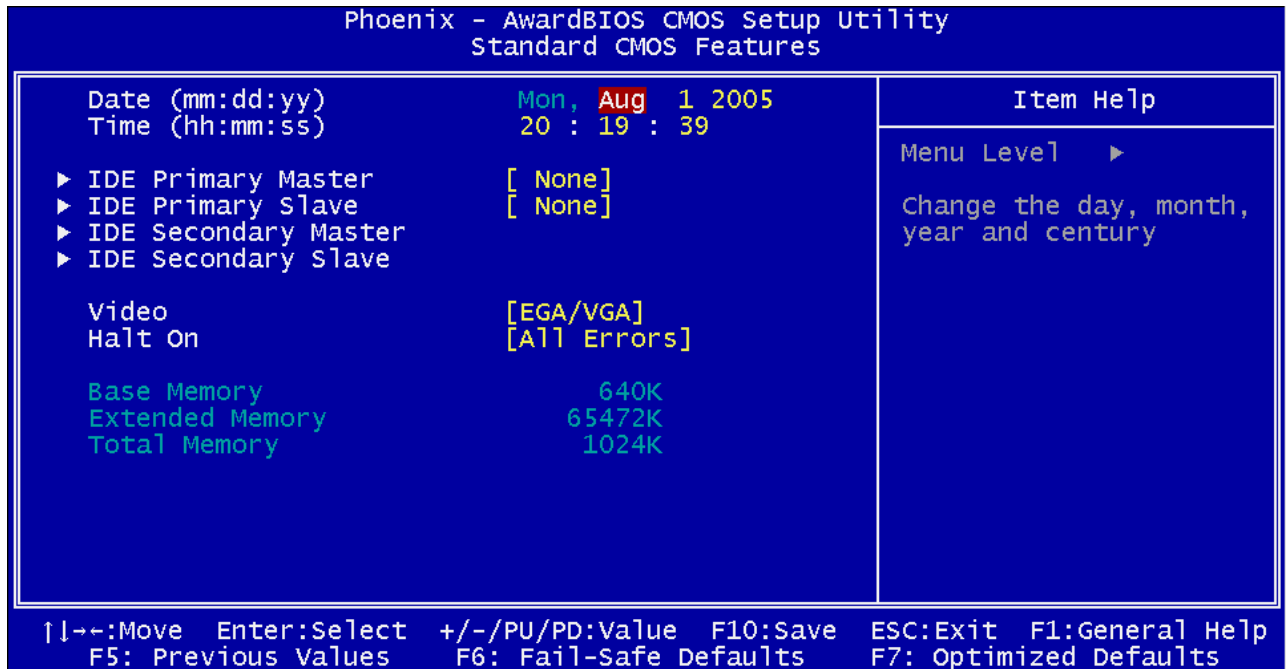 Phoenix - AwardBIOS CMOS Setup Utility
Standard CMOS Features
Date (mm:dd:yy) Mon, Aug 1 2005
Time (hh:mm:ss) 20 : 19 : 39
Item Help
Menu Level ▶
Change the day, month,
year and century
▶ IDE Primary Master [ None]
▶ IDE Primary Slave [ None]
▶ IDE Secondary Master
▶ IDE Secondary Slave
Video [EGA/VGA]
Halt On [All Errors]
Base Memory 640K
Extended Memory 65472K
Total Memory 1024K
↑↓→←:Move Enter:Select +/-/PU/PD:Value F10:Save ESC:Exit F1:General Help
F5: Previous Values F6: Fail-Safe Defaults F7: Optimized Defaults